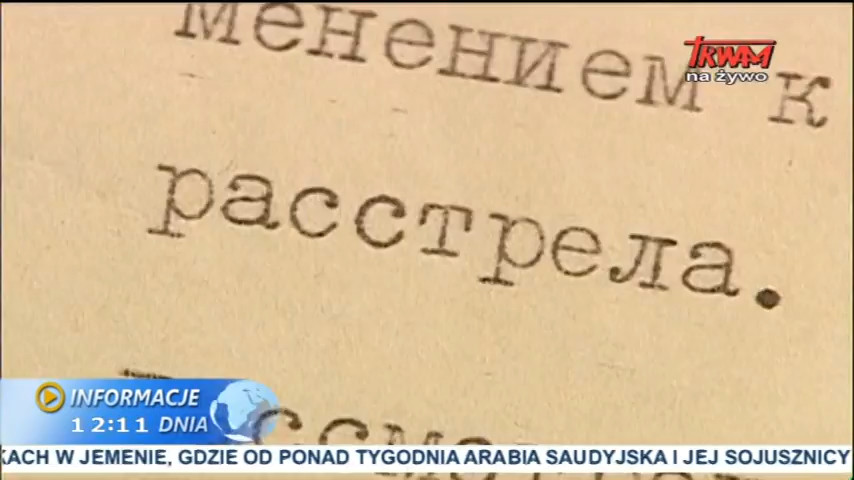 менением к
расстрела.
TRWAM
na żywo
INFORMACJE
12:11 DNIA
KACH W JEMENIE, GDZIE OD PONAD TYGODNIA ARABIA SAUDYJSKA I JEJ SOJUSZNICY